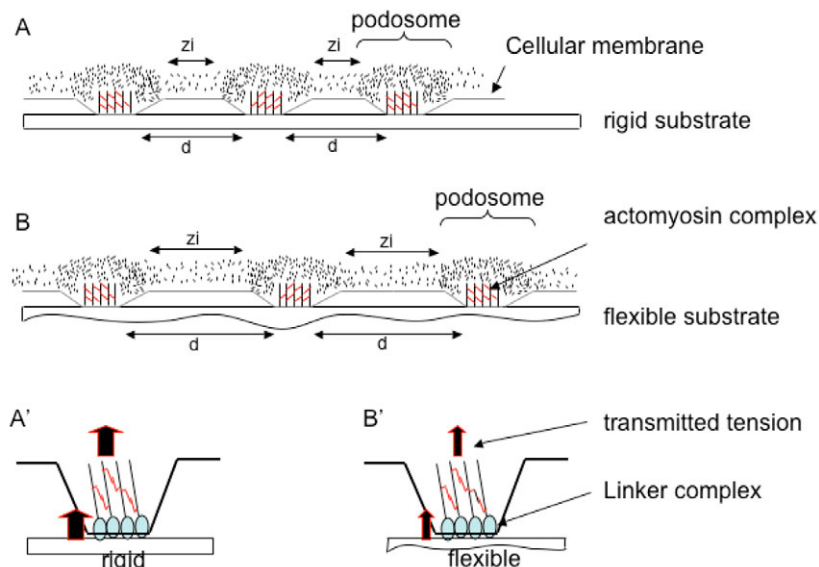 A
podosome
zi
zi
Cellular membrane
d
d
rigid substrate
B
podosome
zi
zi
actomyosin complex
d
d
flexible substrate
A'
B'
transmitted tension
Linker complex
rigid
flexible